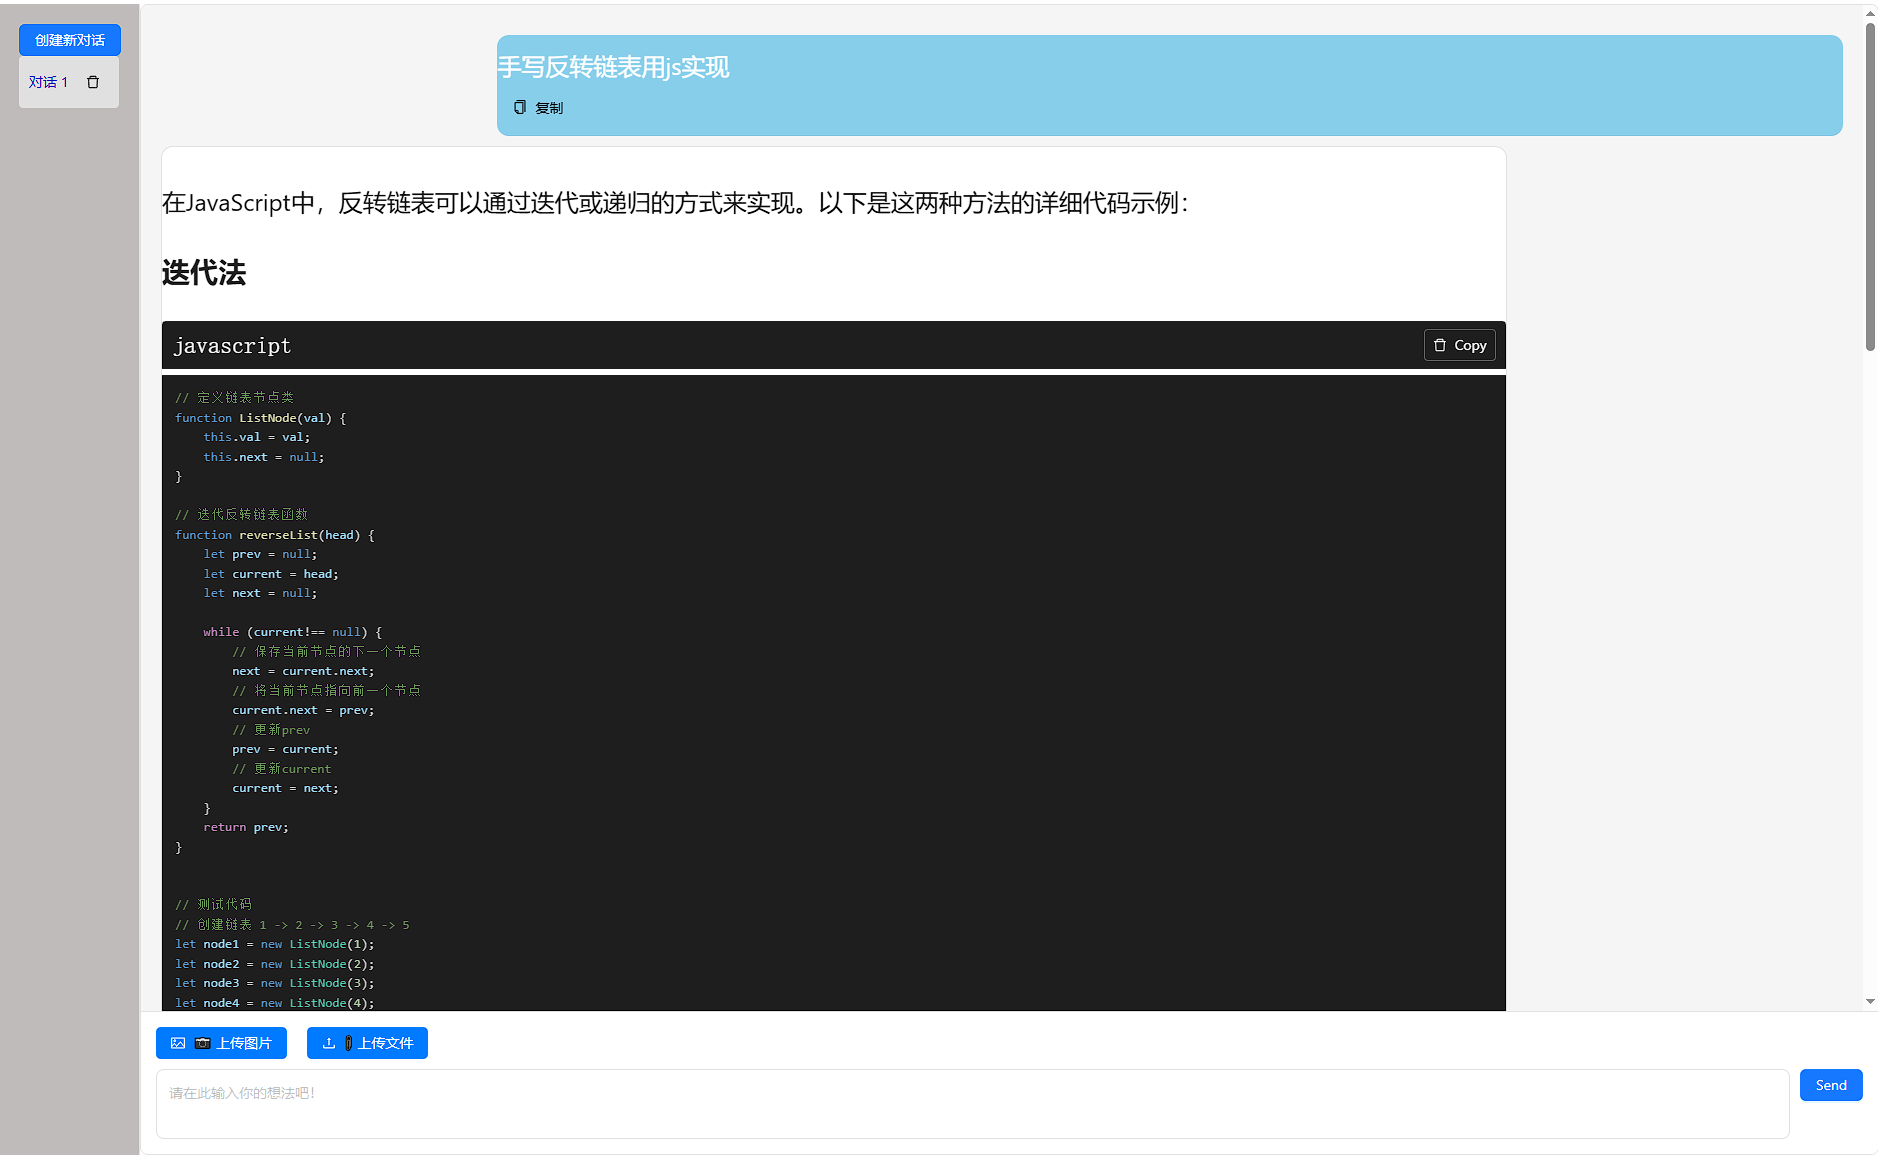 创建新对话
对话 1
手写反转链表用js实现
复制
在JavaScript中，反转链表可以通过迭代或递归的方式来实现。以下是这两种方法的详细代码示例：
迭代法
javascript
Copy
// 定义链表节点类
function ListNode(val) {
    this.val = val;
    this.next = null;
}
// 迭代反转链表函数
function reverseList(head) {
    let prev = null;
    let current = head;
    let next = null;
    while (current!== null) {
        // 保存当前节点的下一个节点
        next = current.next;
        // 将当前节点指向前一个节点
        current.next = prev;
        // 更新prev
        prev = current;
        // 更新current
        current = next;
    }
    return prev;
}
// 测试代码
// 创建链表 1 -> 2 -> 3 -> 4 -> 5
let node1 = new ListNode(1);
let node2 = new ListNode(2);
let node3 = new ListNode(3);
let node4 = new ListNode(4);
上传图片
上传文件
请在此输入你的想法吧！
Send